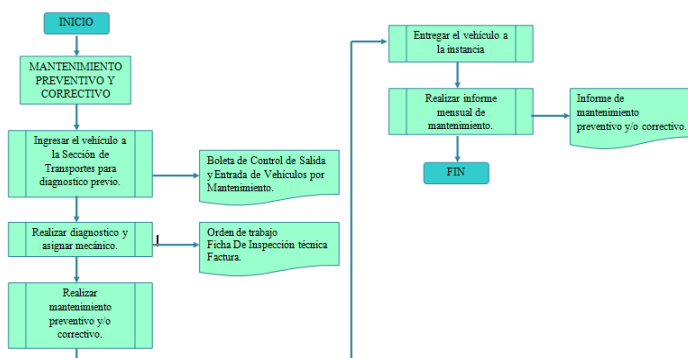 INICIO
MANTENIMIENTO
PREVENTIVO Y
CORRECTIVO
Ingresar el vehículo a
la Sección de
Transportes para
diagnostico previo.
Boleta de Control de Salida
y Entrada de Vehículos por
Mantenimiento.
Realizar diagnostico y
asignar mecánico.
Orden de trabajo
Ficha De Inspección técnica
Factura.
Realizar
mantenimiento
preventivo y/o
correctivo.
Entregar el vehículo a
la instancia
Realizar informe
mensual de
mantenimiento.
Informe de
mantenimiento
preventivo y/o correctivo.
FIN